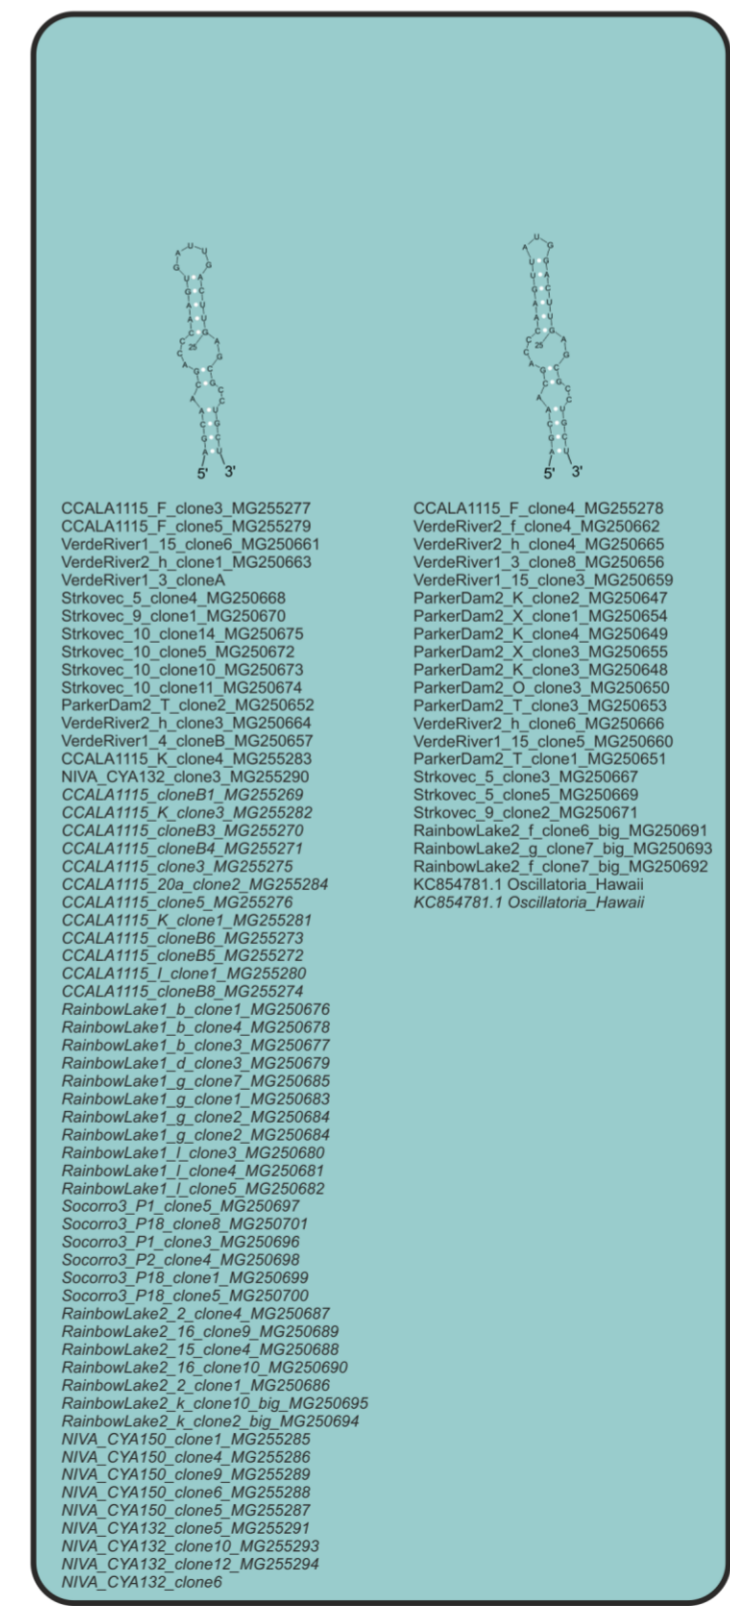 25
5' 3'
CCALA1115_F_clone3_MG255277
CCALA1115_F_clone5_MG255279
VerdeRiver1_15_clone6_MG250661
VerdeRiver2_h_clone1_MG250663
VerdeRiver1_3_cloneA
Strkovec_5_clone4_MG250668
Strkovec_9_clone1_MG250670
Strkovec_10_clone14_MG250675
Strkovec_10_clone5_MG250672
Strkovec_10_clone10_MG250673
Strkovec_10_clone11_MG250674
ParkerDam2_T_clone2_MG250652
VerdeRiver2_h_clone3_MG250664
VerdeRiver1_4_cloneB_MG250657
CCALA1115_K_clone4_MG255283
NIVA_CYA132_clone3_MG255290
CCALA1115_cloneB1_MG255269
CCALA1115_K_clone3_MG255282
CCALA1115_cloneB3_MG255270
CCALA1115_cloneB4_MG255271
CCALA1115_clone3_MG255275
CCALA1115_20a_clone2_MG255284
CCALA1115_clone5_MG255276
CCALA1115_K_clone1_MG255281
CCALA1115_cloneB6_MG255273
CCALA1115_cloneB5_MG255272
CCALA1115_I_clone1_MG255280
CCALA1115_cloneB8_MG255274
RainbowLake1_b_clone1_MG250676
RainbowLake1_b_clone4_MG250678
RainbowLake1_b_clone3_MG250677
RainbowLake1_d_clone3_MG250679
RainbowLake1_g_clone7_MG250685
RainbowLake1_g_clone1_MG250683
RainbowLake1_g_clone2_MG250684
RainbowLake1_g_clone2_MG250684
RainbowLake1_l_clone3_MG250680
RainbowLake1_l_clone4_MG250681
RainbowLake1_l_clone5_MG250682
Socorro3_P1_clone5_MG250697
Socorro3_P18_clone8_MG250701
Socorro3_P1_clone3_MG250696
Socorro3_P2_clone4_MG250698
Socorro3_P18_clone1_MG250699
Socorro3_P18_clone5_MG250700
RainbowLake2_2_clone4_MG250687
RainbowLake2_16_clone9_MG250689
RainbowLake2_15_clone4_MG250688
RainbowLake2_16_clone10_MG250690
RainbowLake2_2_clone1_MG250686
RainbowLake2_k_clone10_big_MG250695
RainbowLake2_k_clone2_big_MG250694
NIVA_CYA150_clone1_MG255285
NIVA_CYA150_clone4_MG255286
NIVA_CYA150_clone9_MG255289
NIVA_CYA150_clone6_MG255288
NIVA_CYA150_clone5_MG255287
NIVA_CYA132_clone5_MG255291
NIVA_CYA132_clone10_MG255293
NIVA_CYA132_clone12_MG255294
NIVA_CYA132_clone6
25
5' 3'
CCALA1115_F_clone4_MG255278
VerdeRiver2_f_clone4_MG250662
VerdeRiver2_h_clone4_MG250665
VerdeRiver1_3_clone8_MG250656
VerdeRiver1_15_clone3_MG250659
ParkerDam2_K_clone2_MG250647
ParkerDam2_X_clone1_MG250654
ParkerDam2_K_clone4_MG250649
ParkerDam2_X_clone3_MG250655
ParkerDam2_K_clone3_MG250648
ParkerDam2_O_clone3_MG250650
ParkerDam2_T_clone3_MG250653
VerdeRiver2_h_clone6_MG250666
VerdeRiver1_15_clone5_MG250660
ParkerDam2_T_clone1_MG250651
Strkovec_5_clone3_MG250667
Strkovec_5_clone5_MG250669
Strkovec_9_clone2_MG250671
RainbowLake2_f_clone6_big_MG250691
RainbowLake2_g_clone7_big_MG250693
RainbowLake2_f_clone7_big_MG250692
KC854781.1 Oscillatoria_Hawaii
KC854781.1 Oscillatoria_Hawaii